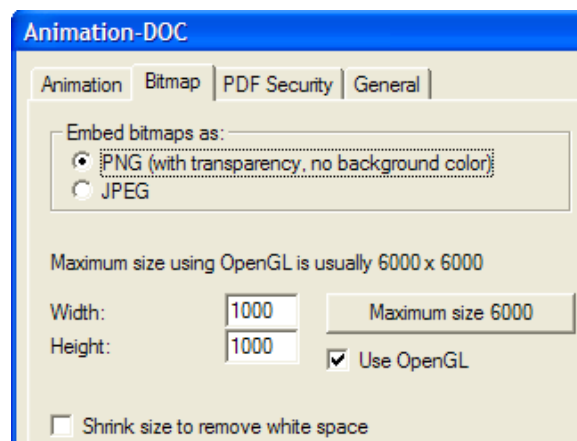 Animation-DOC
Animation Bitmap PDF Security General
Embed bitmaps as:
PNG (with transparency, no background color)
JPEG
Maximum size using OpenGL is usually 6000 x 6000
Width: 1000 Maximum size 6000
Height: 1000 Use OpenGL
Shrink size to remove white space